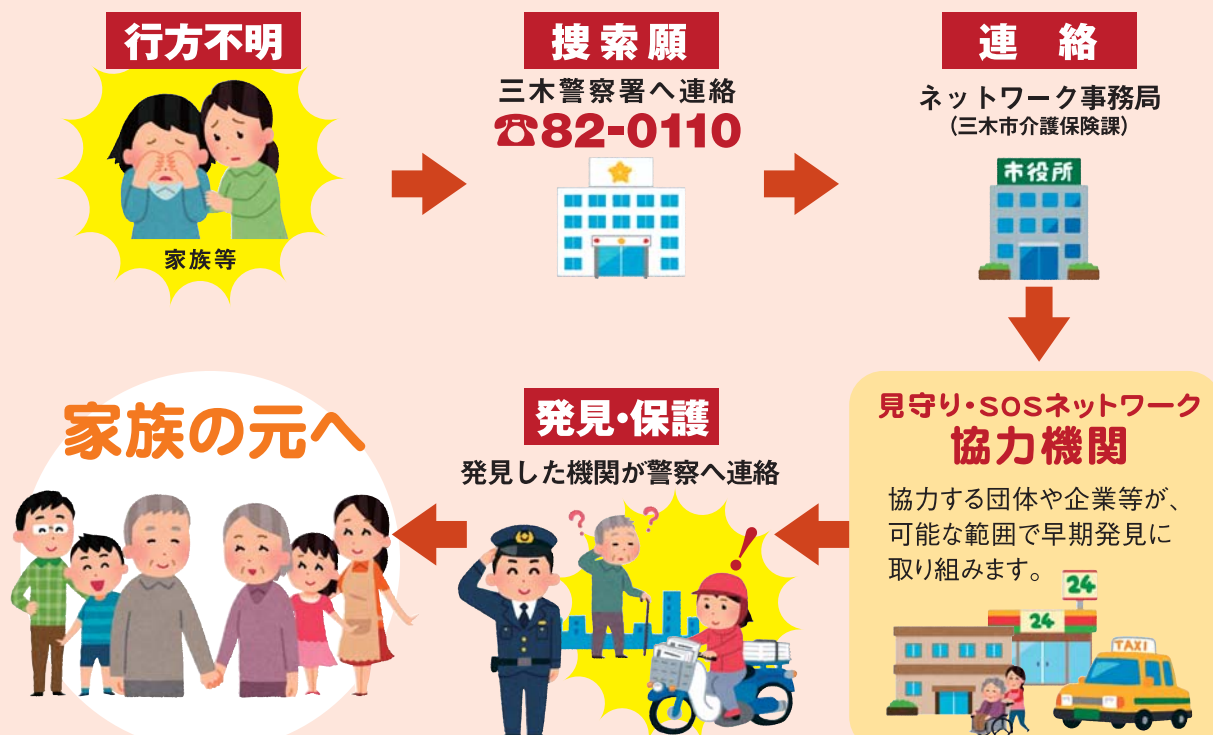 行方不明
家族等
捜索願
三木警察署へ連絡
☎82-0110
連　絡
ネットワーク事務局
(三木市介護保険課)
市役所
見守り・SOSネットワーク
協力機関
協力する団体や企業等が、
可能な範囲で早期発見に
取り組みます。
24
24
TAXI
発見・保護
発見した機関が警察へ連絡
?
?
!
家族の元へ